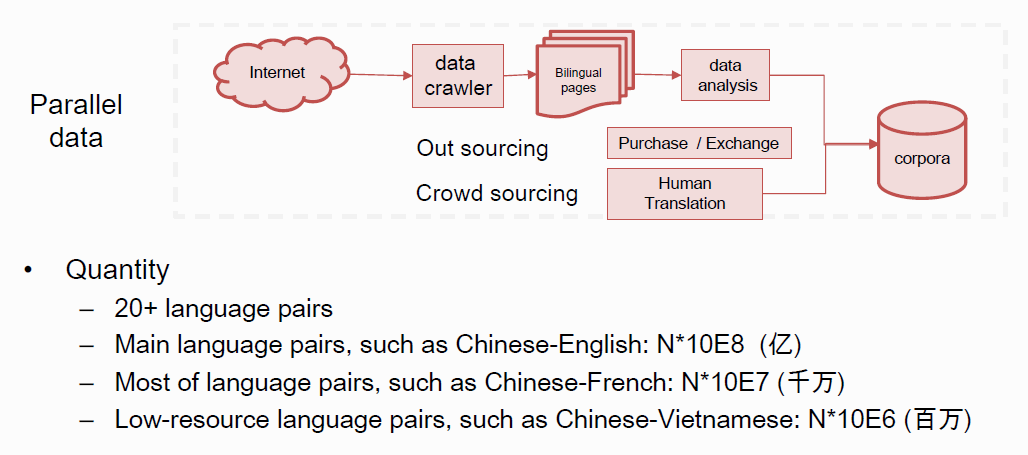 Parallel
data
Internet
data
crawler
Bilingual
pages
data
analysis
corpora
Out sourcing
Purchase / Exchange
Crowd sourcing
Human
Translation
• Quantity
– 20+ language pairs
– Main language pairs, such as Chinese-English: N*10E8 (亿)
– Most of language pairs, such as Chinese-French: N*10E7 (千万)
– Low-resource language pairs, such as Chinese-Vietnamese: N*10E6 (百万)